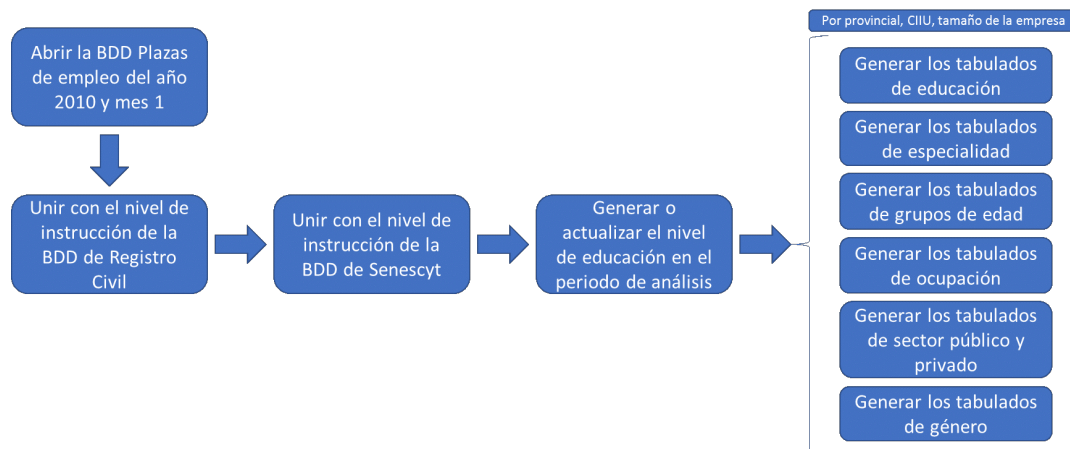 Abrir la BDD Plazas
de empleo del año
2010 y mes 1
Unir con el nivel de
instrucción de la
BDD de Registro
Civil
Unir con el nivel de
instrucción de la
BDD de Senescyt
Generar o
actualizar el nivel
de educación en el
periodo de análisis
Por provincial, CIIU, tamaño de la empresa
Generar los tabulados
de educación
Generar los tabulados
de especialidad
Generar los tabulados
de grupos de edad
Generar los tabulados
de ocupación
Generar los tabulados
de sector público y
privado
Generar los tabulados
de género